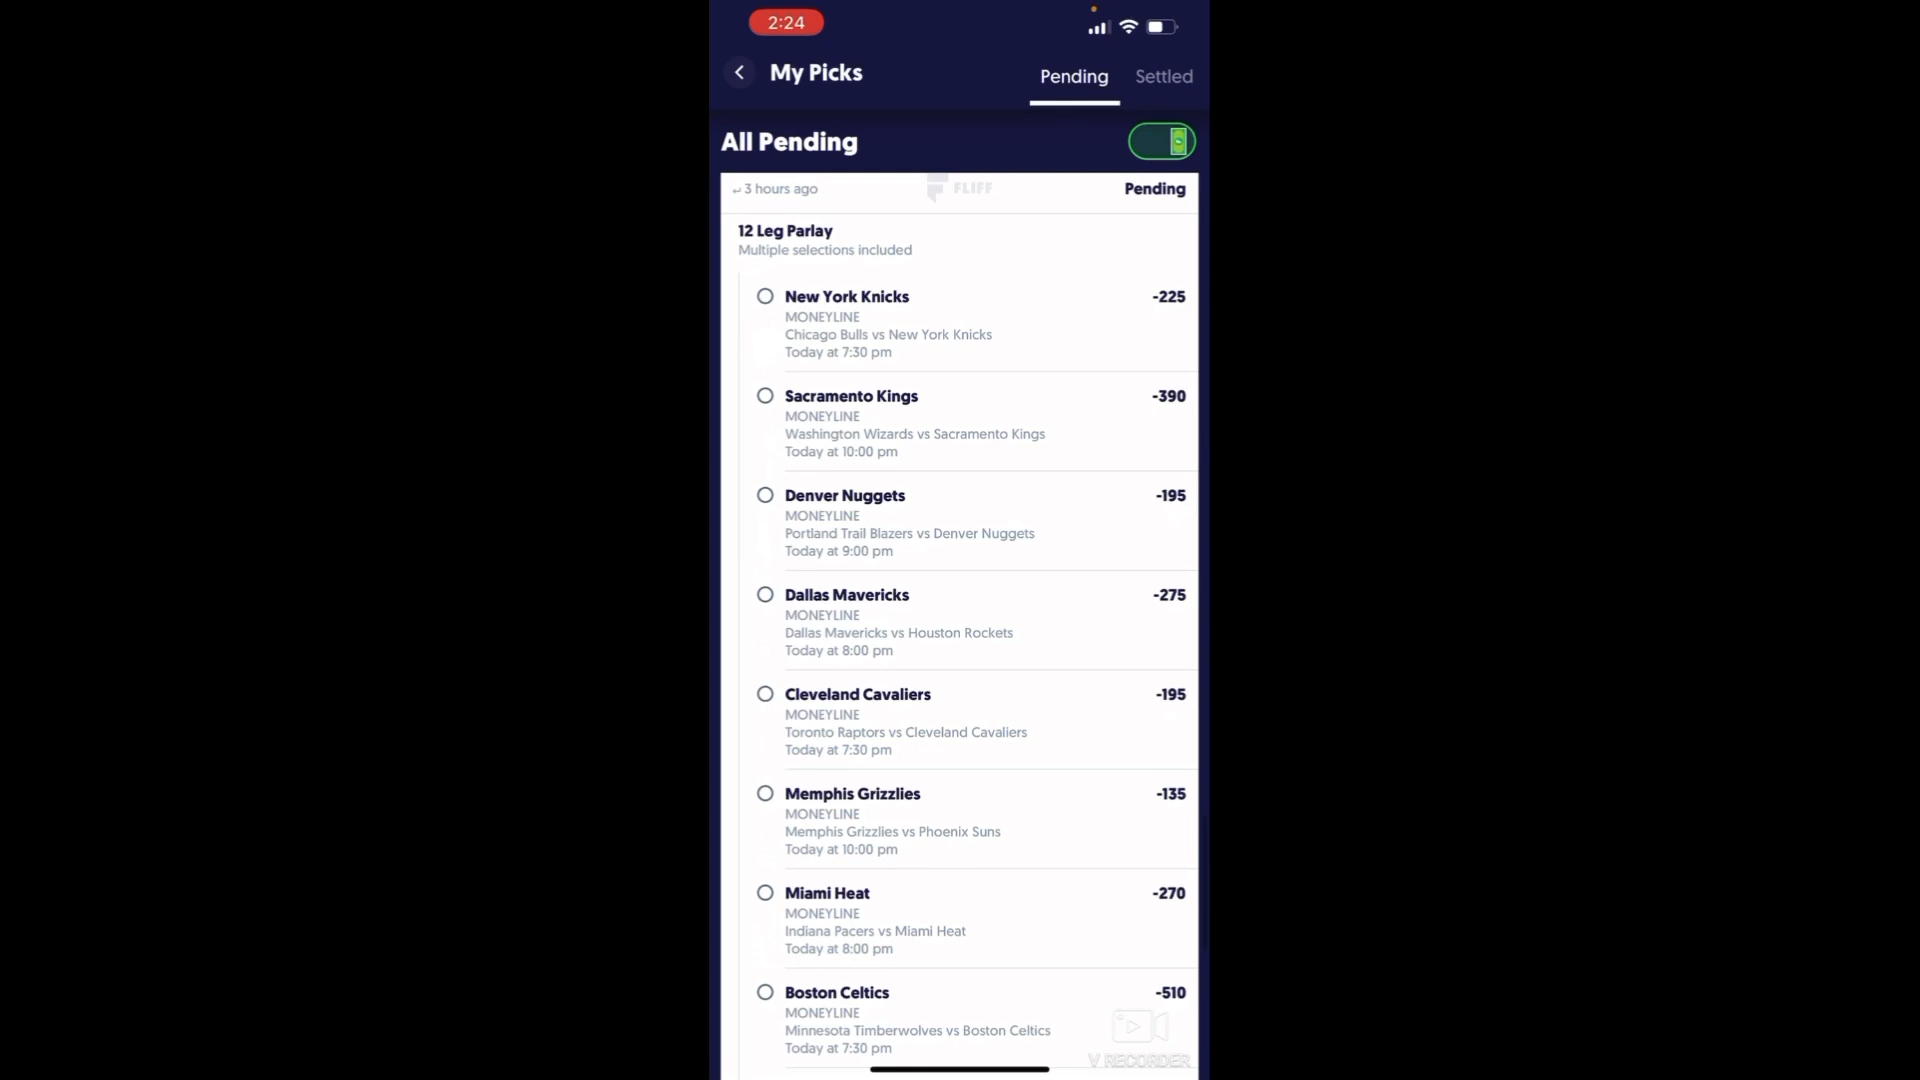 2:24
My Picks
Pending
Settled
All Pending
3 hours ago
FLIFF
Pending
12 Leg Parlay
Multiple selections included
New York Knicks -225
MONEYLINE
Chicago Bulls vs New York Knicks
Today at 7:30 pm
Sacramento Kings -390
MONEYLINE
Washington Wizards vs Sacramento Kings
Today at 10:00 pm
Denver Nuggets -195
MONEYLINE
Portland Trail Blazers vs Denver Nuggets
Today at 9:00 pm
Dallas Mavericks -275
MONEYLINE
Dallas Mavericks vs Houston Rockets
Today at 8:00 pm
Cleveland Cavaliers -195
MONEYLINE
Toronto Raptors vs Cleveland Cavaliers
Today at 7:30 pm
Memphis Grizzlies -135
MONEYLINE
Memphis Grizzlies vs Phoenix Suns
Today at 10:00 pm
Miami Heat -270
MONEYLINE
Indiana Pacers vs Miami Heat
Today at 8:00 pm
Boston Celtics -510
MONEYLINE
Minnesota Timberwolves vs Boston Celtics
Today at 7:30 pm
V RECORDER